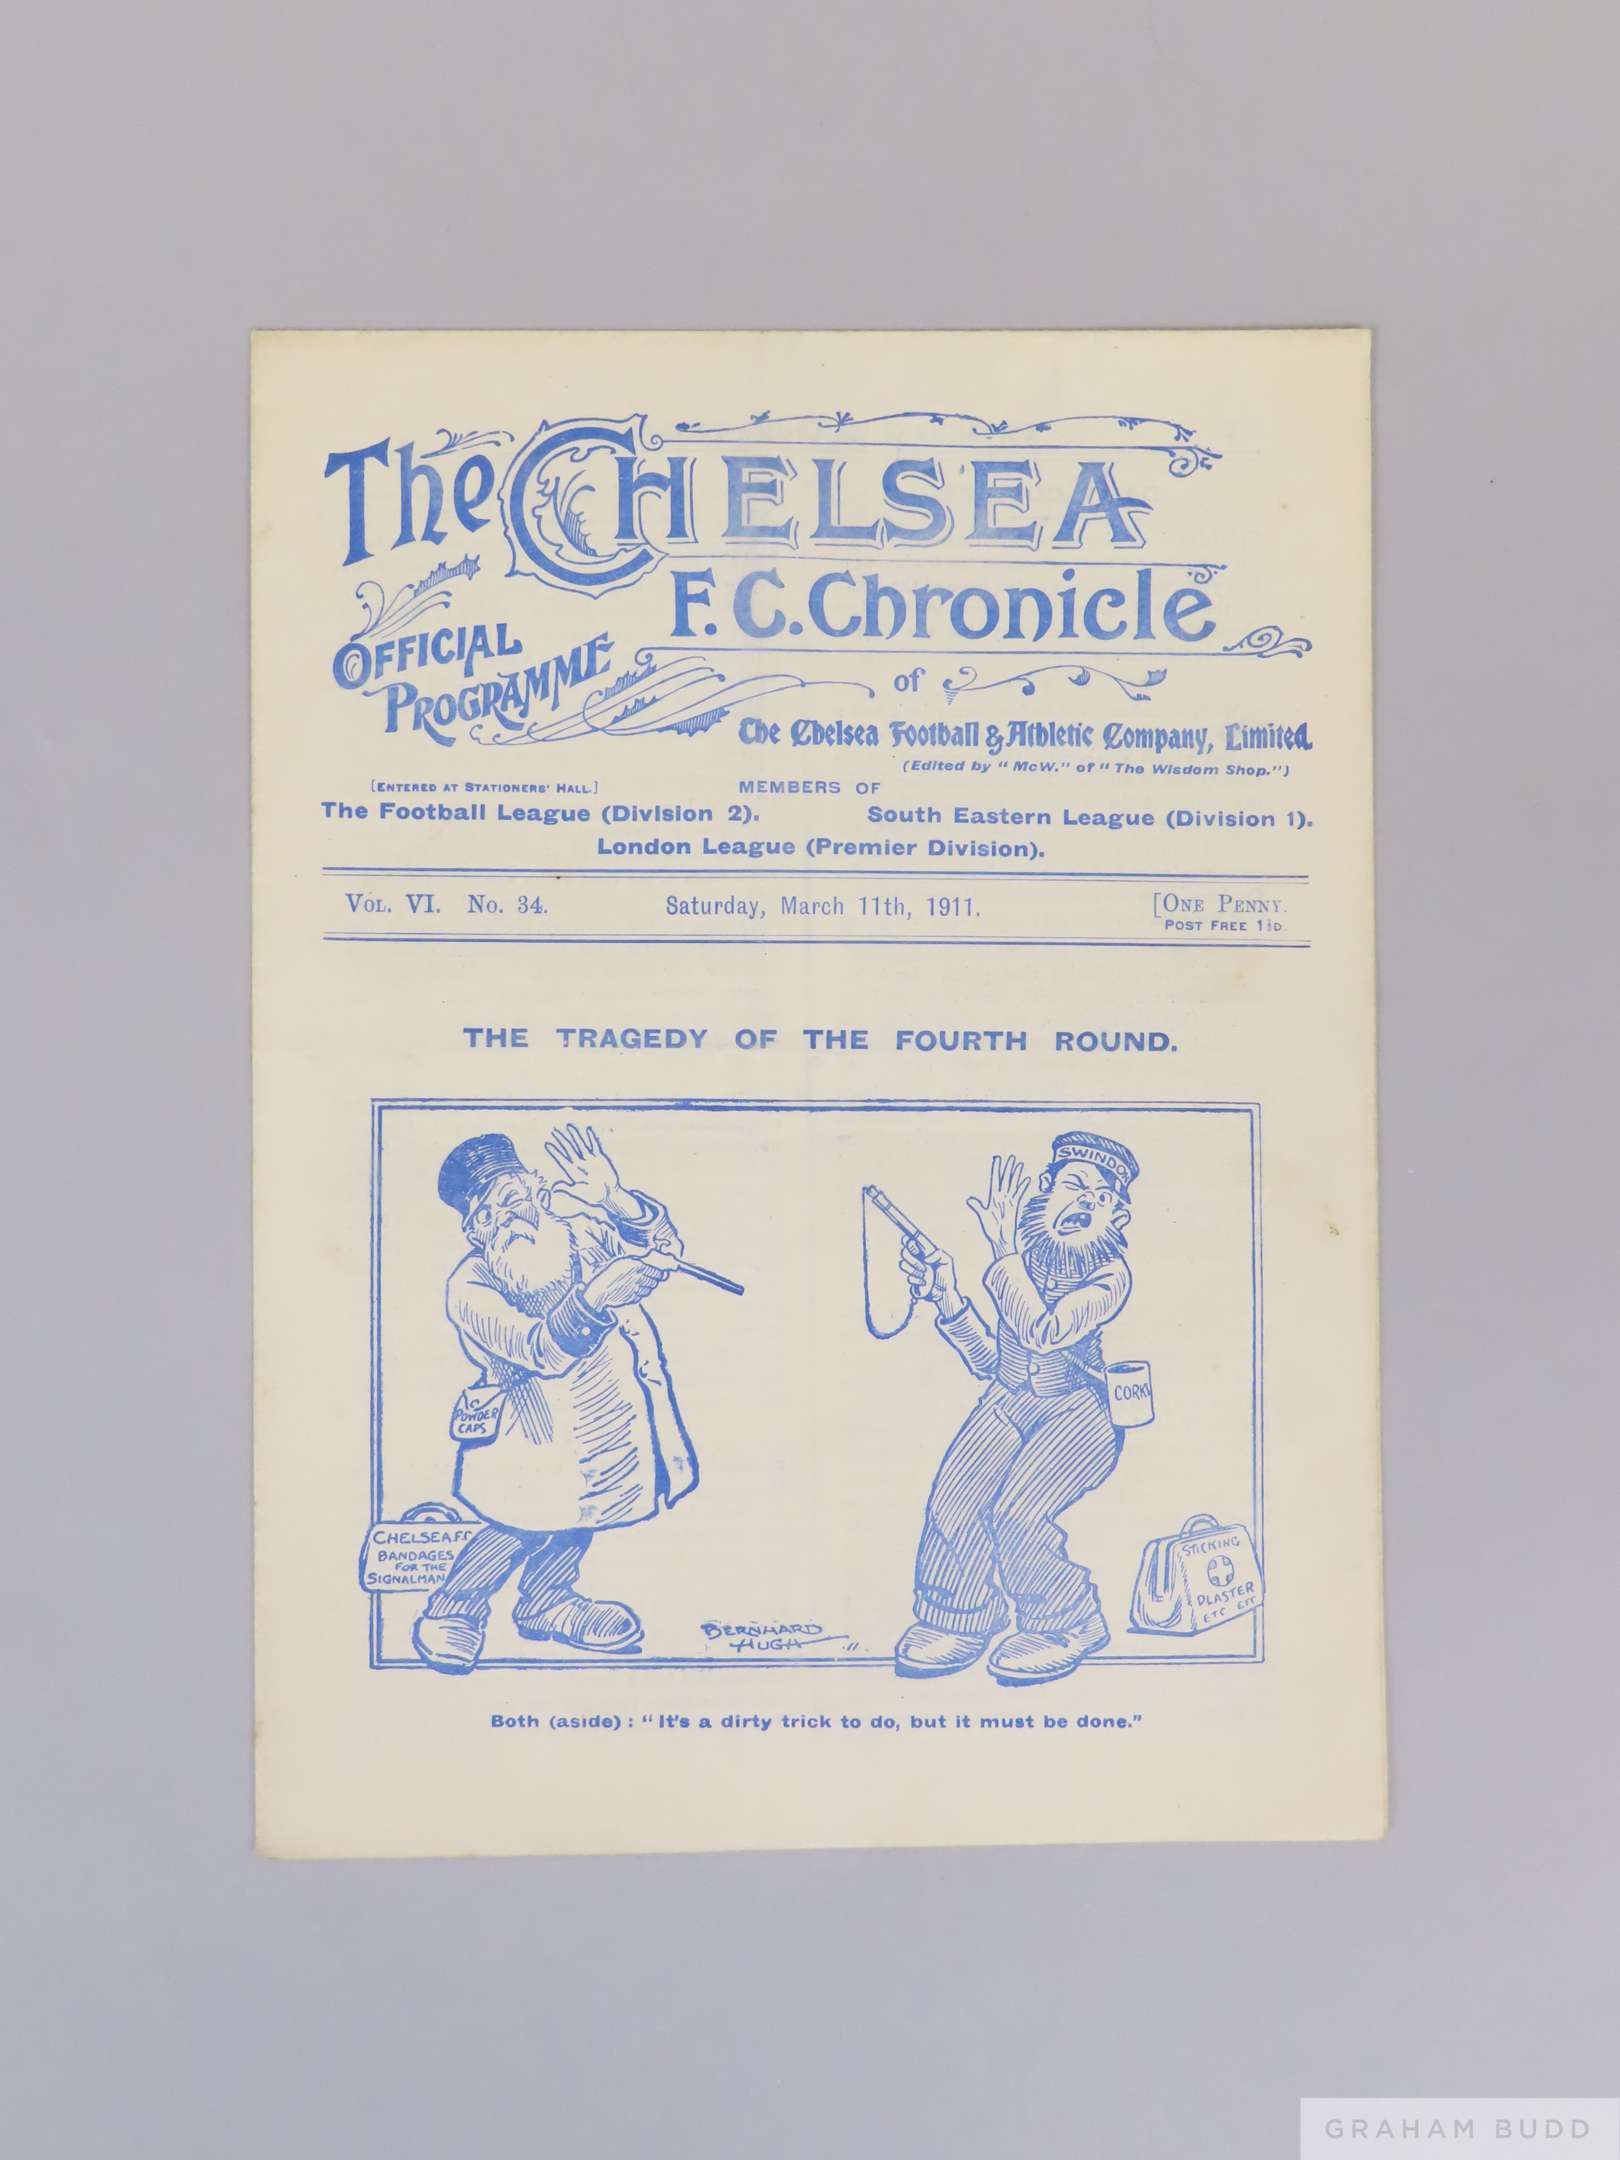 The CHELSEA
F.C. Chronicle
OFFICIAL
PROGRAMME
of
The Chelsea Football & Athletic Company, Limited.
(Edited by "McW." of "The Wisdom Shop.")
[ENTERED AT STATIONERS' HALL.]
MEMBERS OF
The Football League (Division 2). South Eastern League (Division 1).
London League (Premier Division).
VOL. VI. No. 34. Saturday, March 11th, 1911. [ONE PENNY.
POST FREE 1½D.
THE TRAGEDY OF THE FOURTH ROUND.
SWINDON
POWDER
CAPS
CORKS
CHELSEA F.C.
BANDAGES
FOR THE
SIGNALMAN
STICKING
PLASTER
ETC ETC
BERNHARD
HUGH
11.
Both (aside) : "It's a dirty trick to do, but it must be done."
GRAHAM BUDD